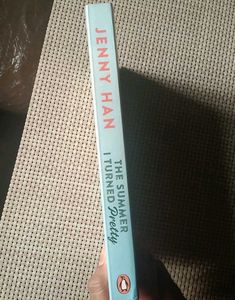 JENNY HAN
THE SUMMER
I TURNED Pretty